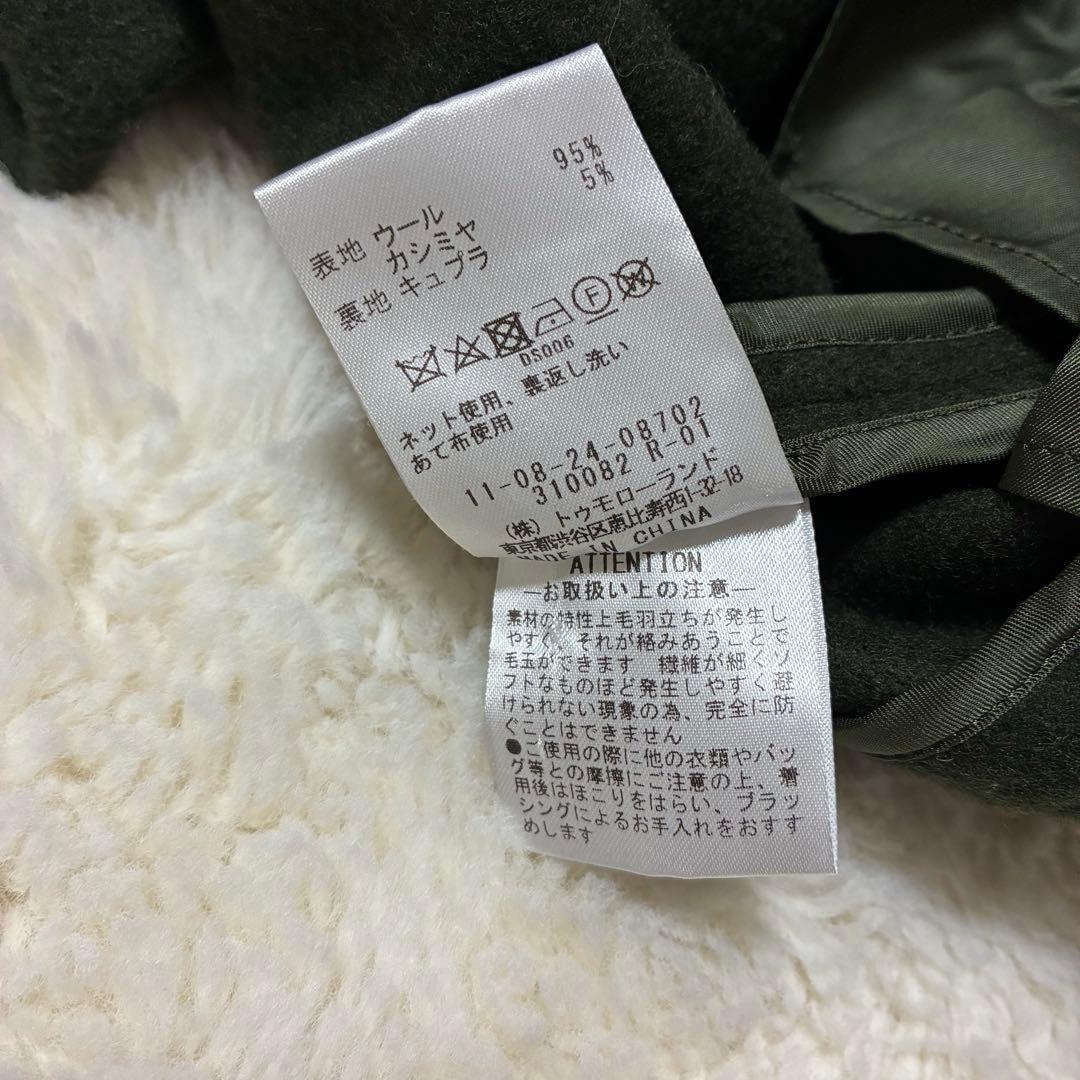 表地 ウール 95%
カシミヤ 5%
裏地 キュプラ
F
W
DS006
ネット使用、裏返し洗い
あて布使用
11-08-24-08702
310082 R-01
(株) トゥモローランド
東京都渋谷区恵比寿西1-32-18
MADE IN CHINA
ATTENTION
―お取扱い上の注意―
素材の特性上毛羽立ちが発生し
やすく、それが絡みあうことで
毛玉ができます 繊維が細くソ
フトなものほど発生しやすく避
けられない現象の為、完全に防
ぐことはできません
●ご使用の際に他の衣類やバッ
グ等との摩擦にご注意の上、着
用後はほこりをはらい、ブラッ
シングによるお手入れをおすす
めします